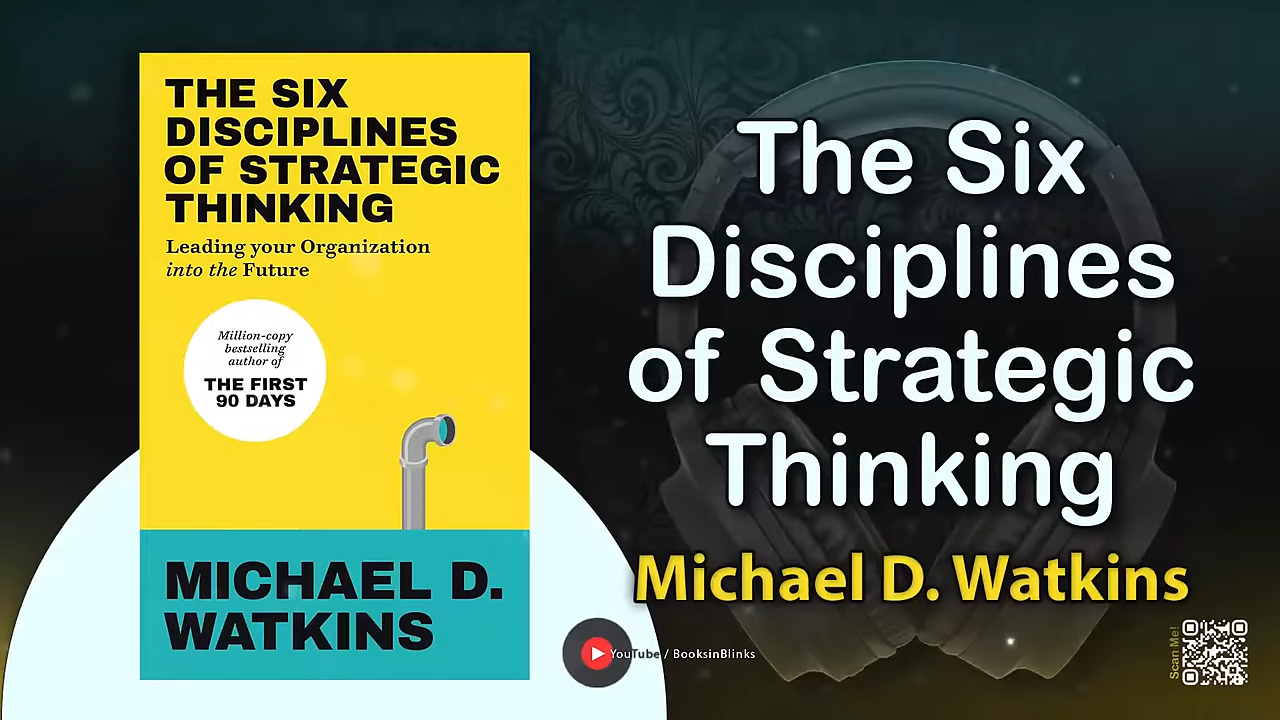 THE SIX
DISCIPLINES
OF STRATEGIC
THINKING
Leading your Organization
into the Future
Million-copy
bestselling
author of
THE FIRST
90 DAYS
MICHAEL D.
WATKINS
The Six
Disciplines
of Strategic
Thinking
Michael D. Watkins
YouTube / BooksinBlinks
Scan Me!